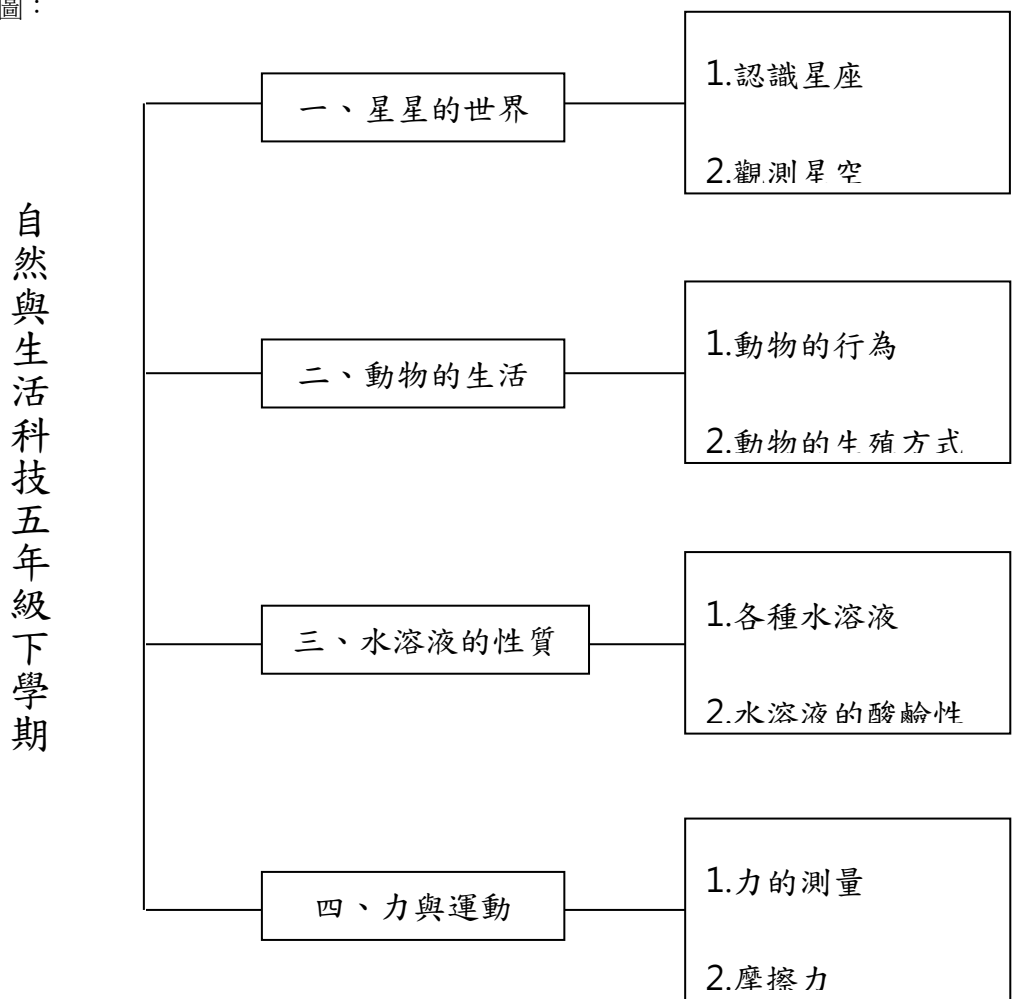 圖：
自然與生活科技五年級下學期
一、星星的世界
1.認識星座
2.觀測星空
二、動物的生活
1.動物的行為
2.動物的生殖方式
三、水溶液的性質
1.各種水溶液
2.水溶液的酸鹼性
四、力與運動
1.力的測量
2.摩擦力